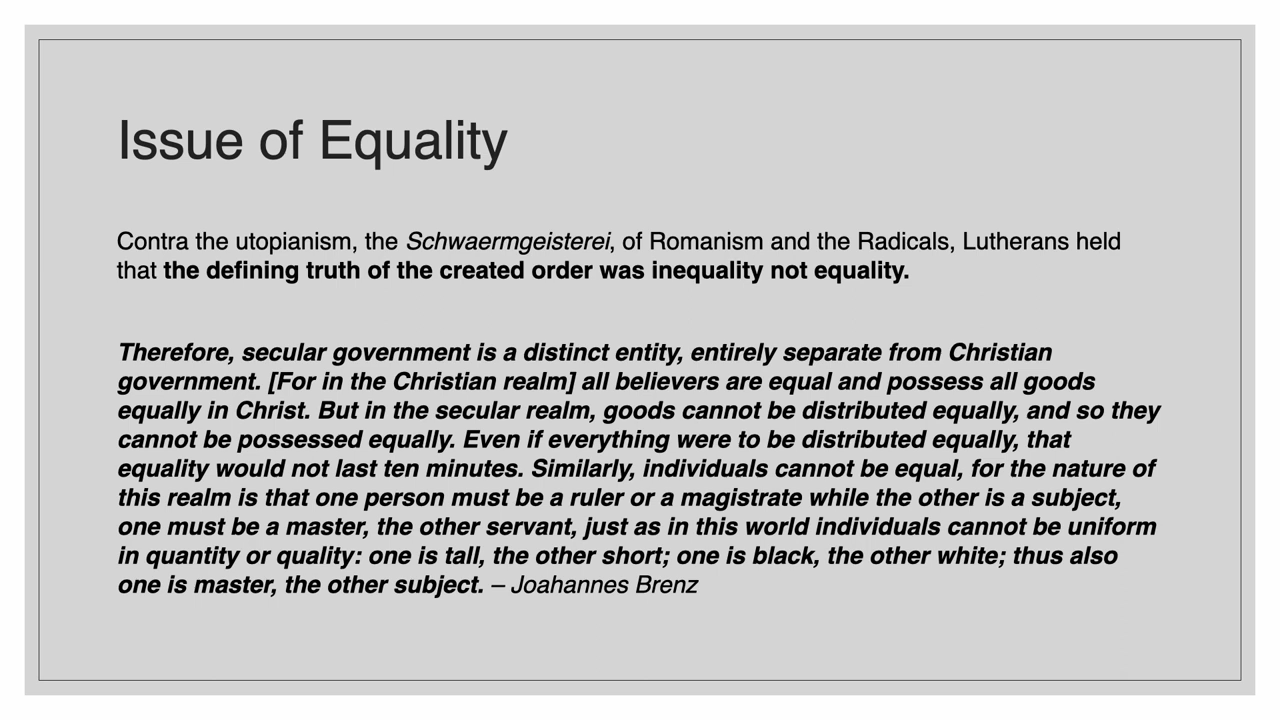 Issue of Equality
Contra the utopianism, the Schwaermgeisterei, of Romanism and the Radicals, Lutherans held
that the defining truth of the created order was inequality not equality.
Therefore, secular government is a distinct entity, entirely separate from Christian
government. [For in the Christian realm] all believers are equal and possess all goods
equally in Christ. But in the secular realm, goods cannot be distributed equally, and so they
cannot be possessed equally. Even if everything were to be distributed equally, that
equality would not last ten minutes. Similarly, individuals cannot be equal, for the nature of
this realm is that one person must be a ruler or a magistrate while the other is a subject,
one must be a master, the other servant, just as in this world individuals cannot be uniform
in quantity or quality: one is tall, the other short; one is black, the other white; thus also
one is master, the other subject. – Joahannes Brenz